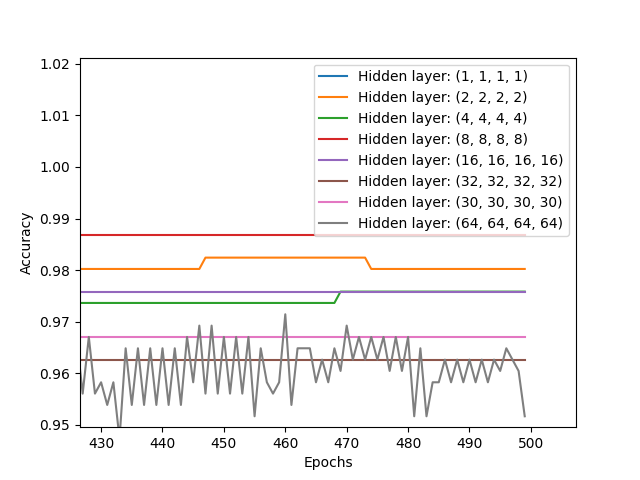 1.02
1.01
1.00
0.99
0.98
0.97
0.96
0.95
Accuracy
Hidden layer: (1, 1, 1, 1)
Hidden layer: (2, 2, 2, 2)
Hidden layer: (4, 4, 4, 4)
Hidden layer: (8, 8, 8, 8)
Hidden layer: (16, 16, 16, 16)
Hidden layer: (32, 32, 32, 32)
Hidden layer: (30, 30, 30, 30)
Hidden layer: (64, 64, 64, 64)
430 440 450 460 470 480 490 500
Epochs